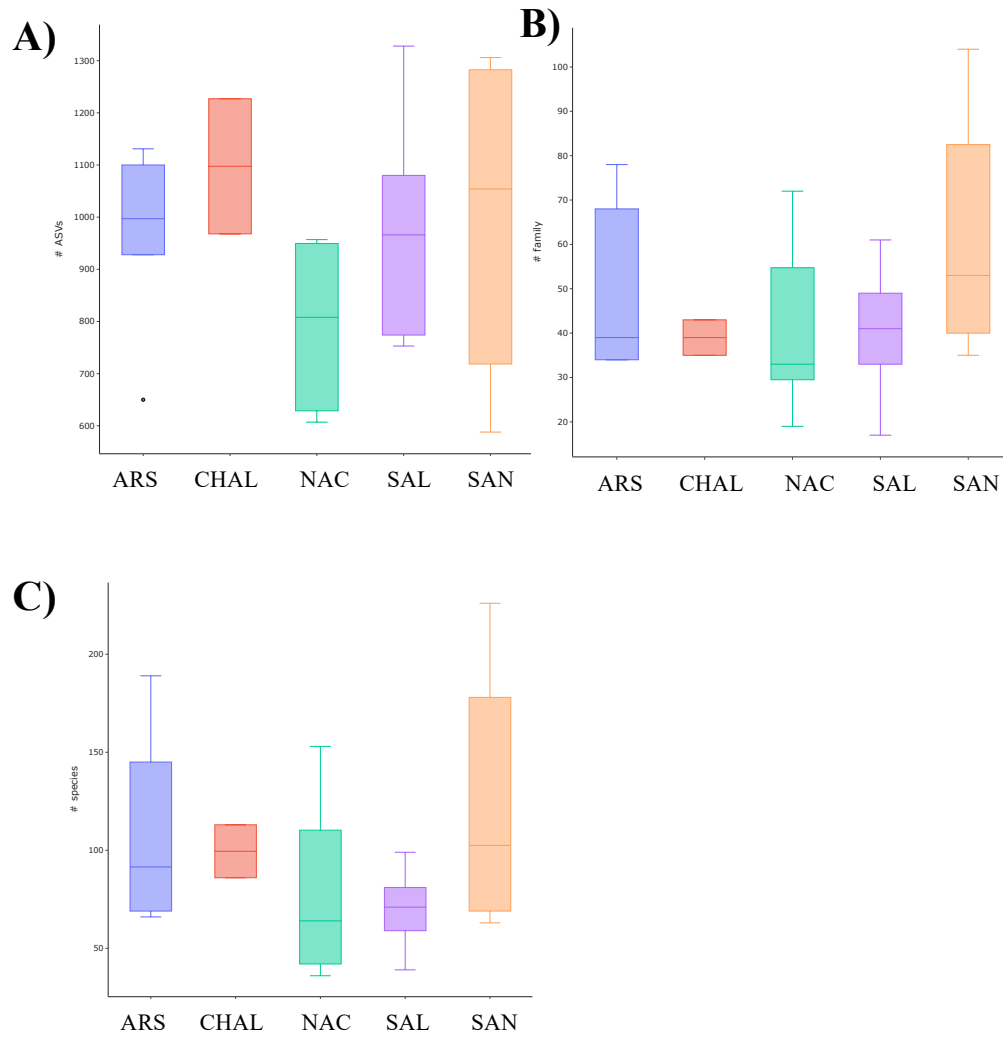 A)
1300
1200
1100
1000
900
800
700
600
# ASVs
ARS CHAL NAC SAL SAN
B)
100
90
80
70
60
50
40
30
20
# family
ARS CHAL NAC SAL SAN
C)
200
150
100
50
# species
ARS CHAL NAC SAL SAN